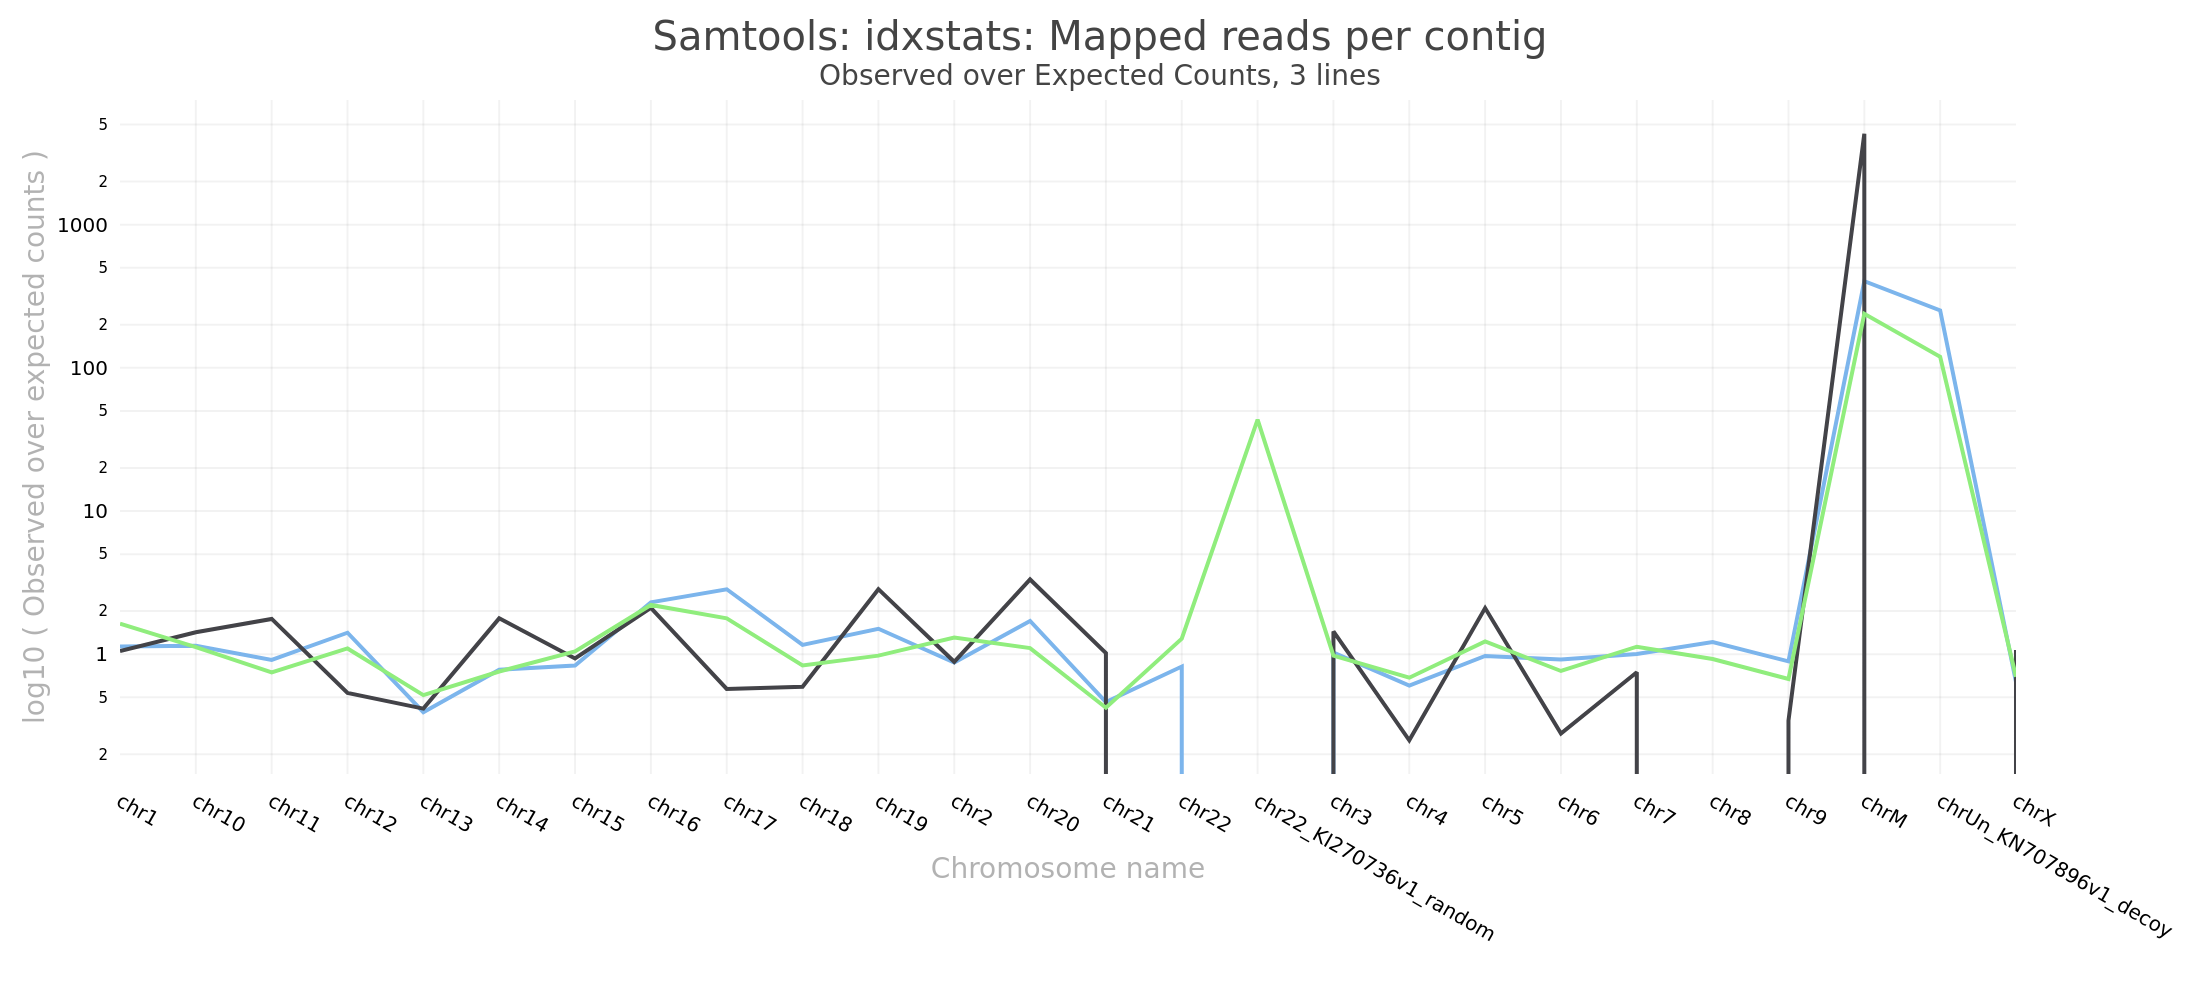 Samtools: idxstats: Mapped reads per contig
Observed over Expected Counts, 3 lines
log10 ( Observed over expected counts )
5
2
1000
5
2
100
5
2
10
5
2
1
5
2
chr1
chr10
chr11
chr12
chr13
chr14
chr15
chr16
chr17
chr18
chr19
chr2
chr20
chr21
chr22
chr22_KI270736v1_random
chr3
chr4
chr5
chr6
chr7
chr8
chr9
chrM
chrUn_KN707896v1_decoy
chrX
Chromosome name